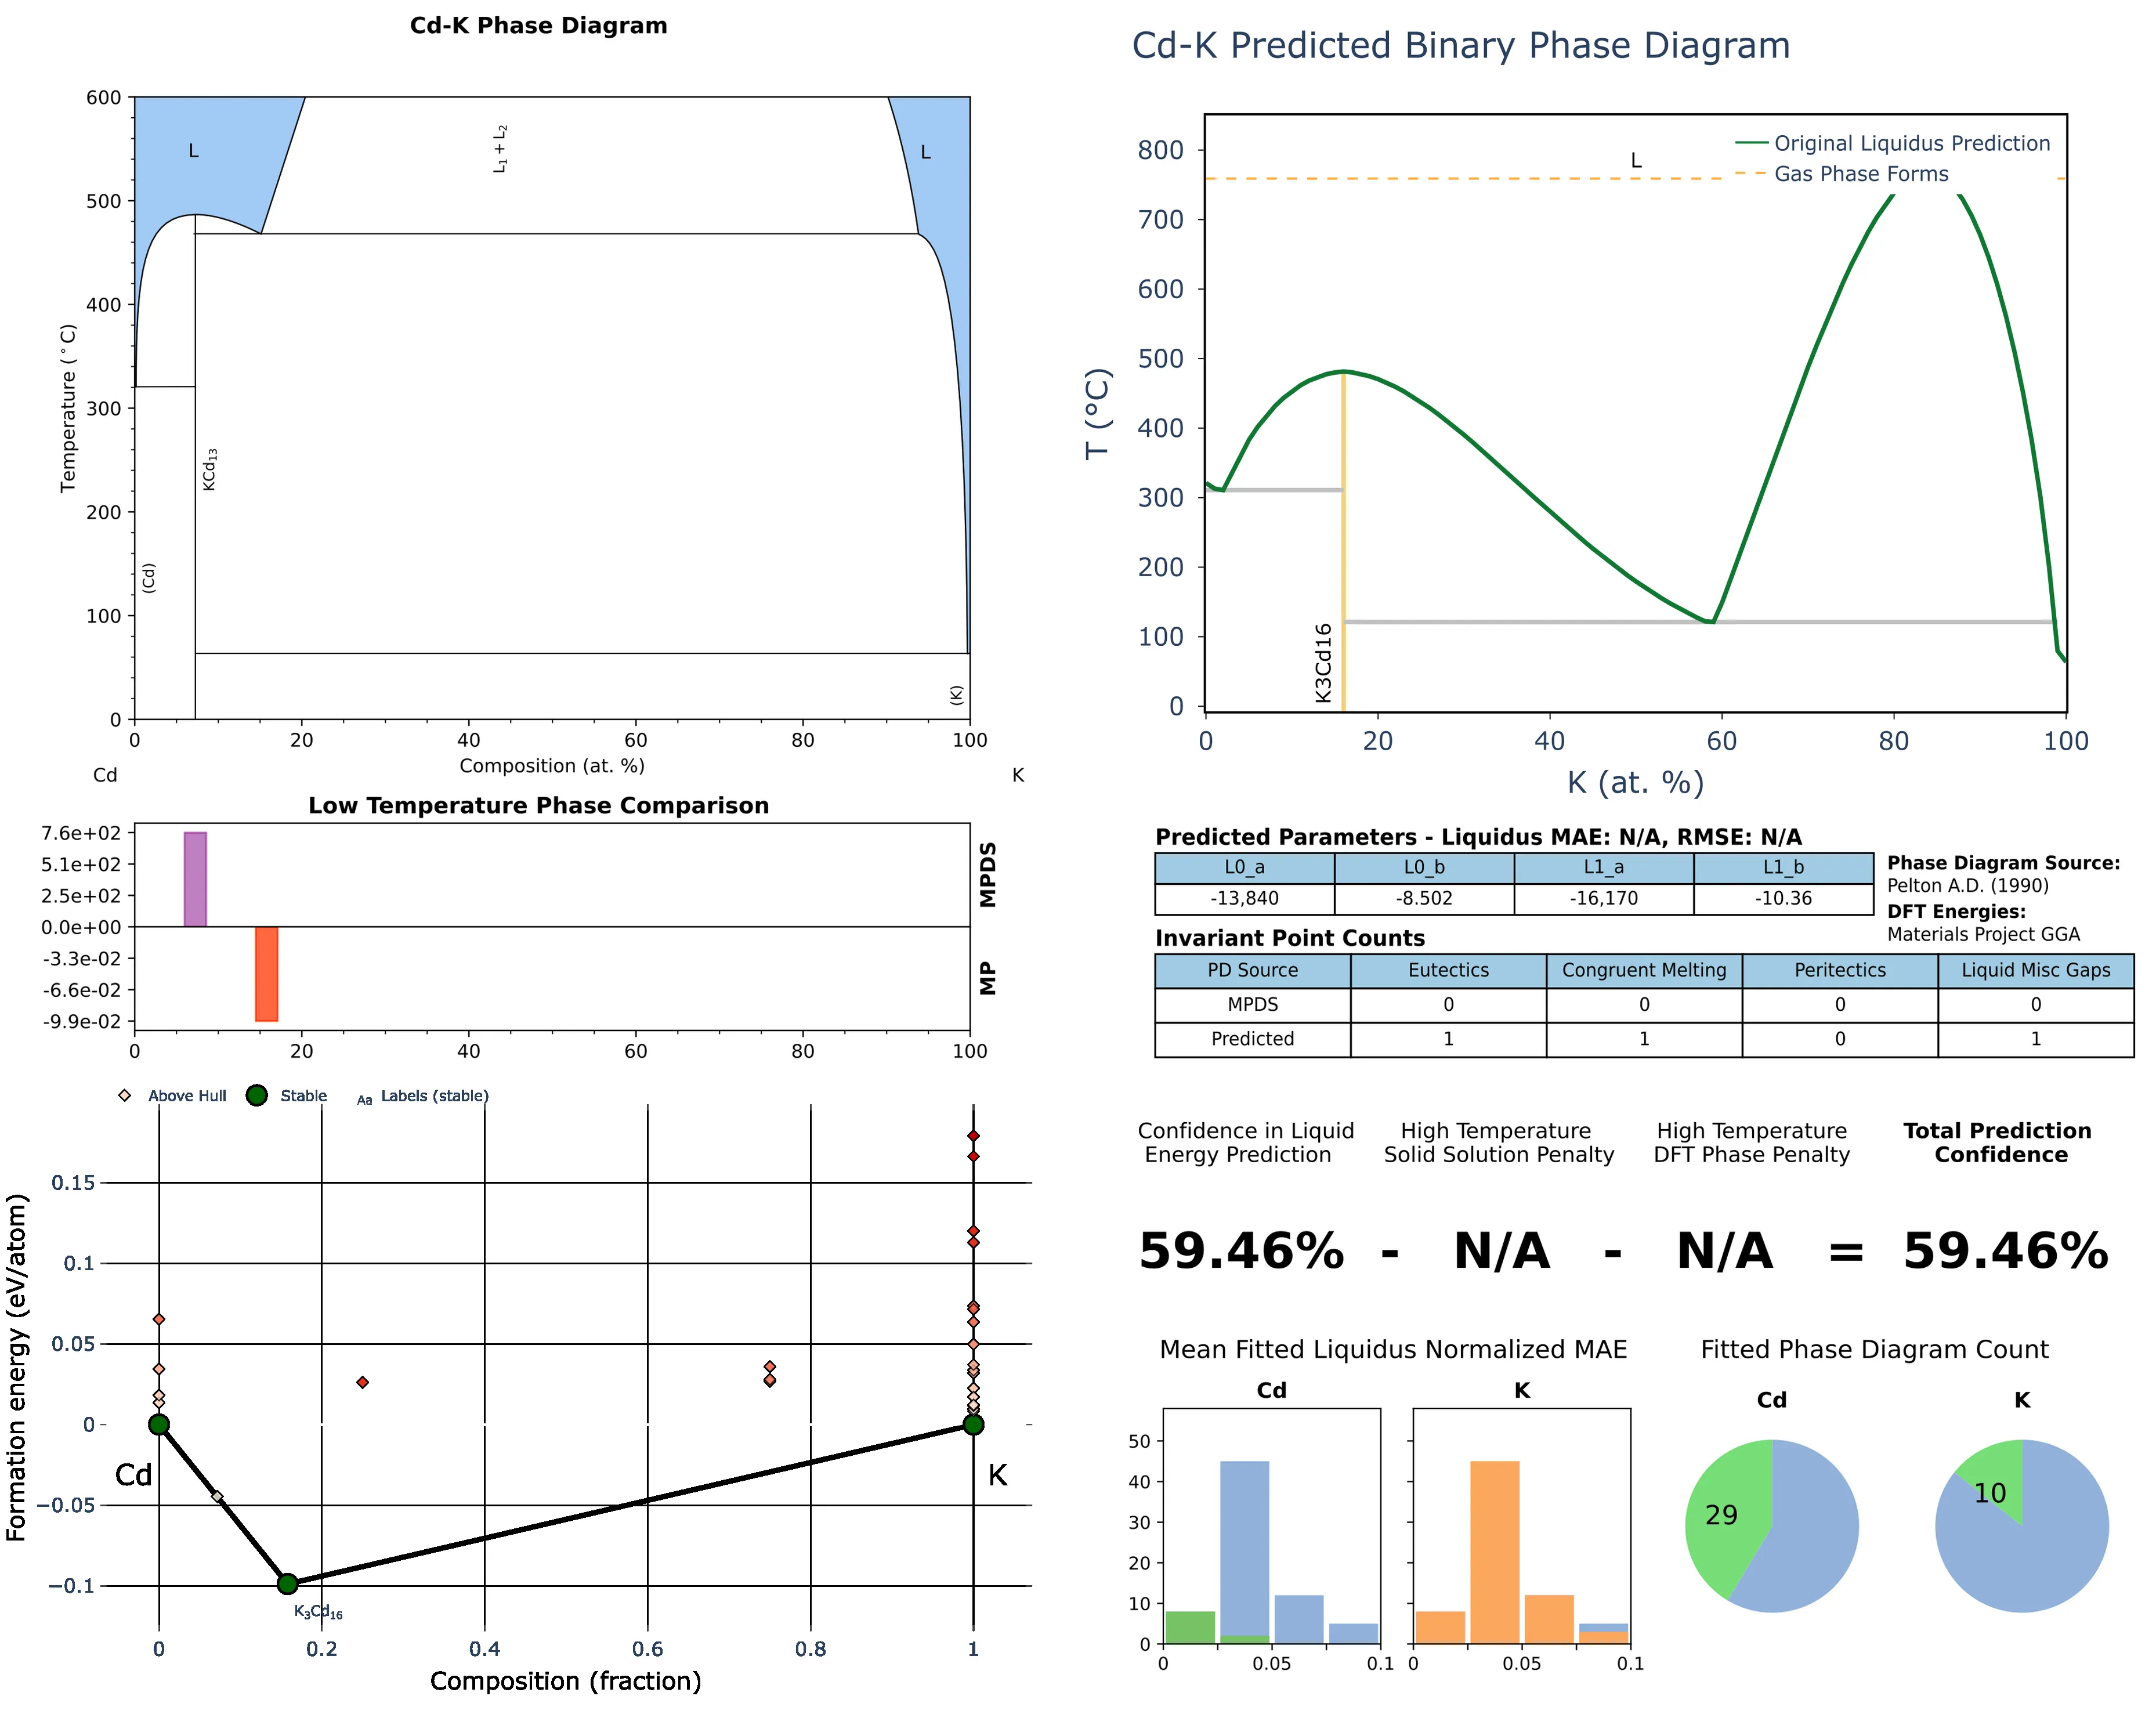 Cd-K Phase Diagram
600
500
400
300
200
100
0
Temperature (°C)
L
L₁ + L₂
L
KCd₁₃
(Cd)
(K)
0 20 40 60 80 100
Composition (at. %)
Cd K
Low Temperature Phase Comparison
7.6e+02
5.1e+02
2.5e+02
0.0e+00
-3.3e-02
-6.6e-02
-9.9e-02
MPDS
MP
0 20 40 60 80 100
Above Hull Stable Aa Labels (stable)
0.15
0.1
0.05
0
−0.05
−0.1
Formation energy (eV/atom)
Cd K
K₃Cd₁₆
0 0.2 0.4 0.6 0.8 1
Composition (fraction)
Cd-K Predicted Binary Phase Diagram
Original Liquidus Prediction
Gas Phase Forms
L
800
700
600
500
400
300
200
100
0
T (°C)
K3Cd16
0 20 40 60 80 100
K (at. %)
Predicted Parameters - Liquidus MAE: N/A, RMSE: N/A
L0_a L0_b L1_a L1_b
-13,840 -8.502 -16,170 -10.36
Phase Diagram Source:
Pelton A.D. (1990)
DFT Energies:
Materials Project GGA
Invariant Point Counts
PD Source Eutectics Congruent Melting Peritectics Liquid Misc Gaps
MPDS 0 0 0 0
Predicted 1 1 0 1
Confidence in Liquid
Energy Prediction
High Temperature
Solid Solution Penalty
High Temperature
DFT Phase Penalty
Total Prediction
Confidence
59.46% - N/A - N/A = 59.46%
Mean Fitted Liquidus Normalized MAE
Cd K
50
40
30
20
10
0
0 0.05 0.1
0 0.05 0.1
Fitted Phase Diagram Count
Cd K
29
10